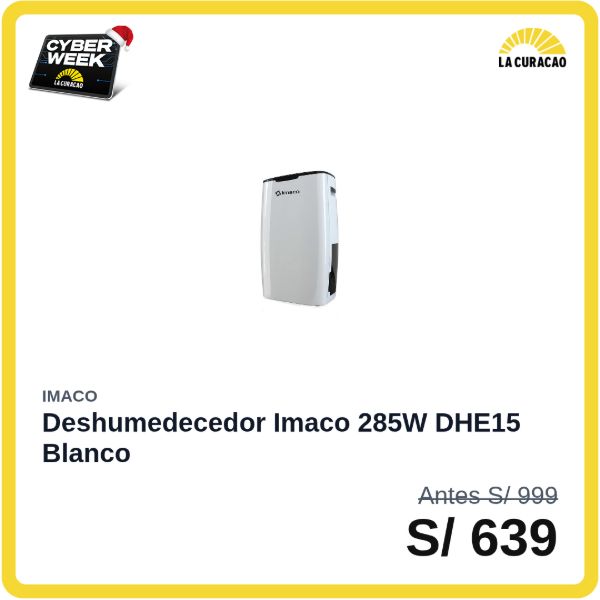 CYBER
WEEK
LA CURACAO
LA CURACAO
Imaco
IMACO
Deshumedecedor Imaco 285W DHE15
Blanco
Antes S/ 999
S/ 639